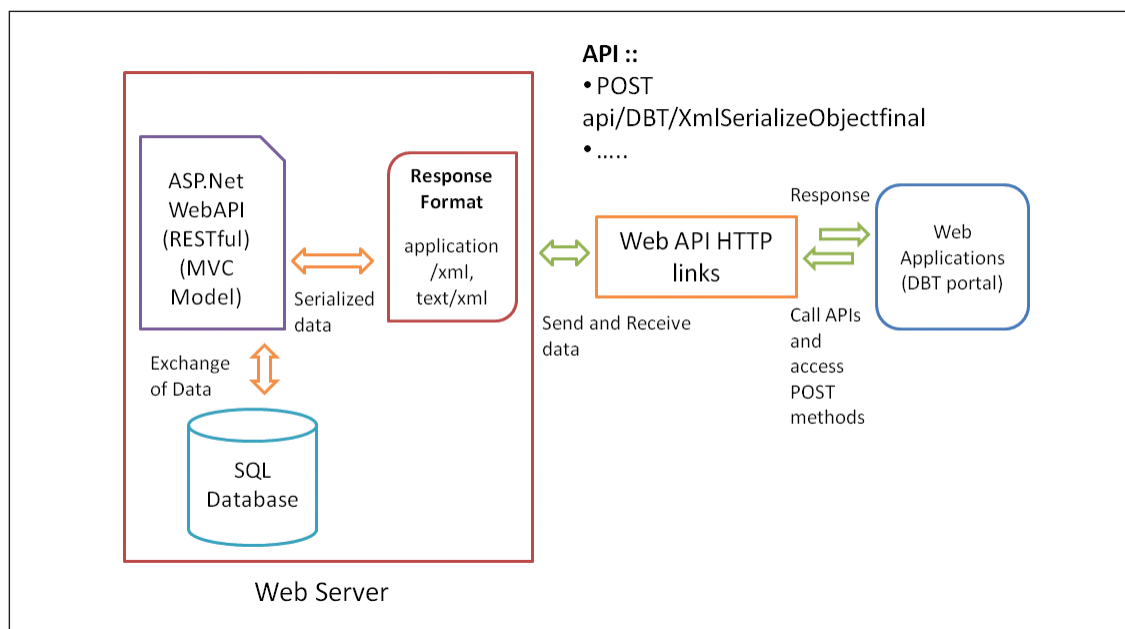 API ::
• POST
api/DBT/XmlSerializeObjectfinal
• .....
ASP.Net
WebAPI
(RESTful)
(MVC
Model)
Serialized
data
Response
Format
application
/xml,
text/xml
Send and Receive
data
Web API HTTP
links
Response
Call APIs
and
access
POST
methods
Web
Applications
(DBT portal)
Exchange
of Data
SQL
Database
Web Server